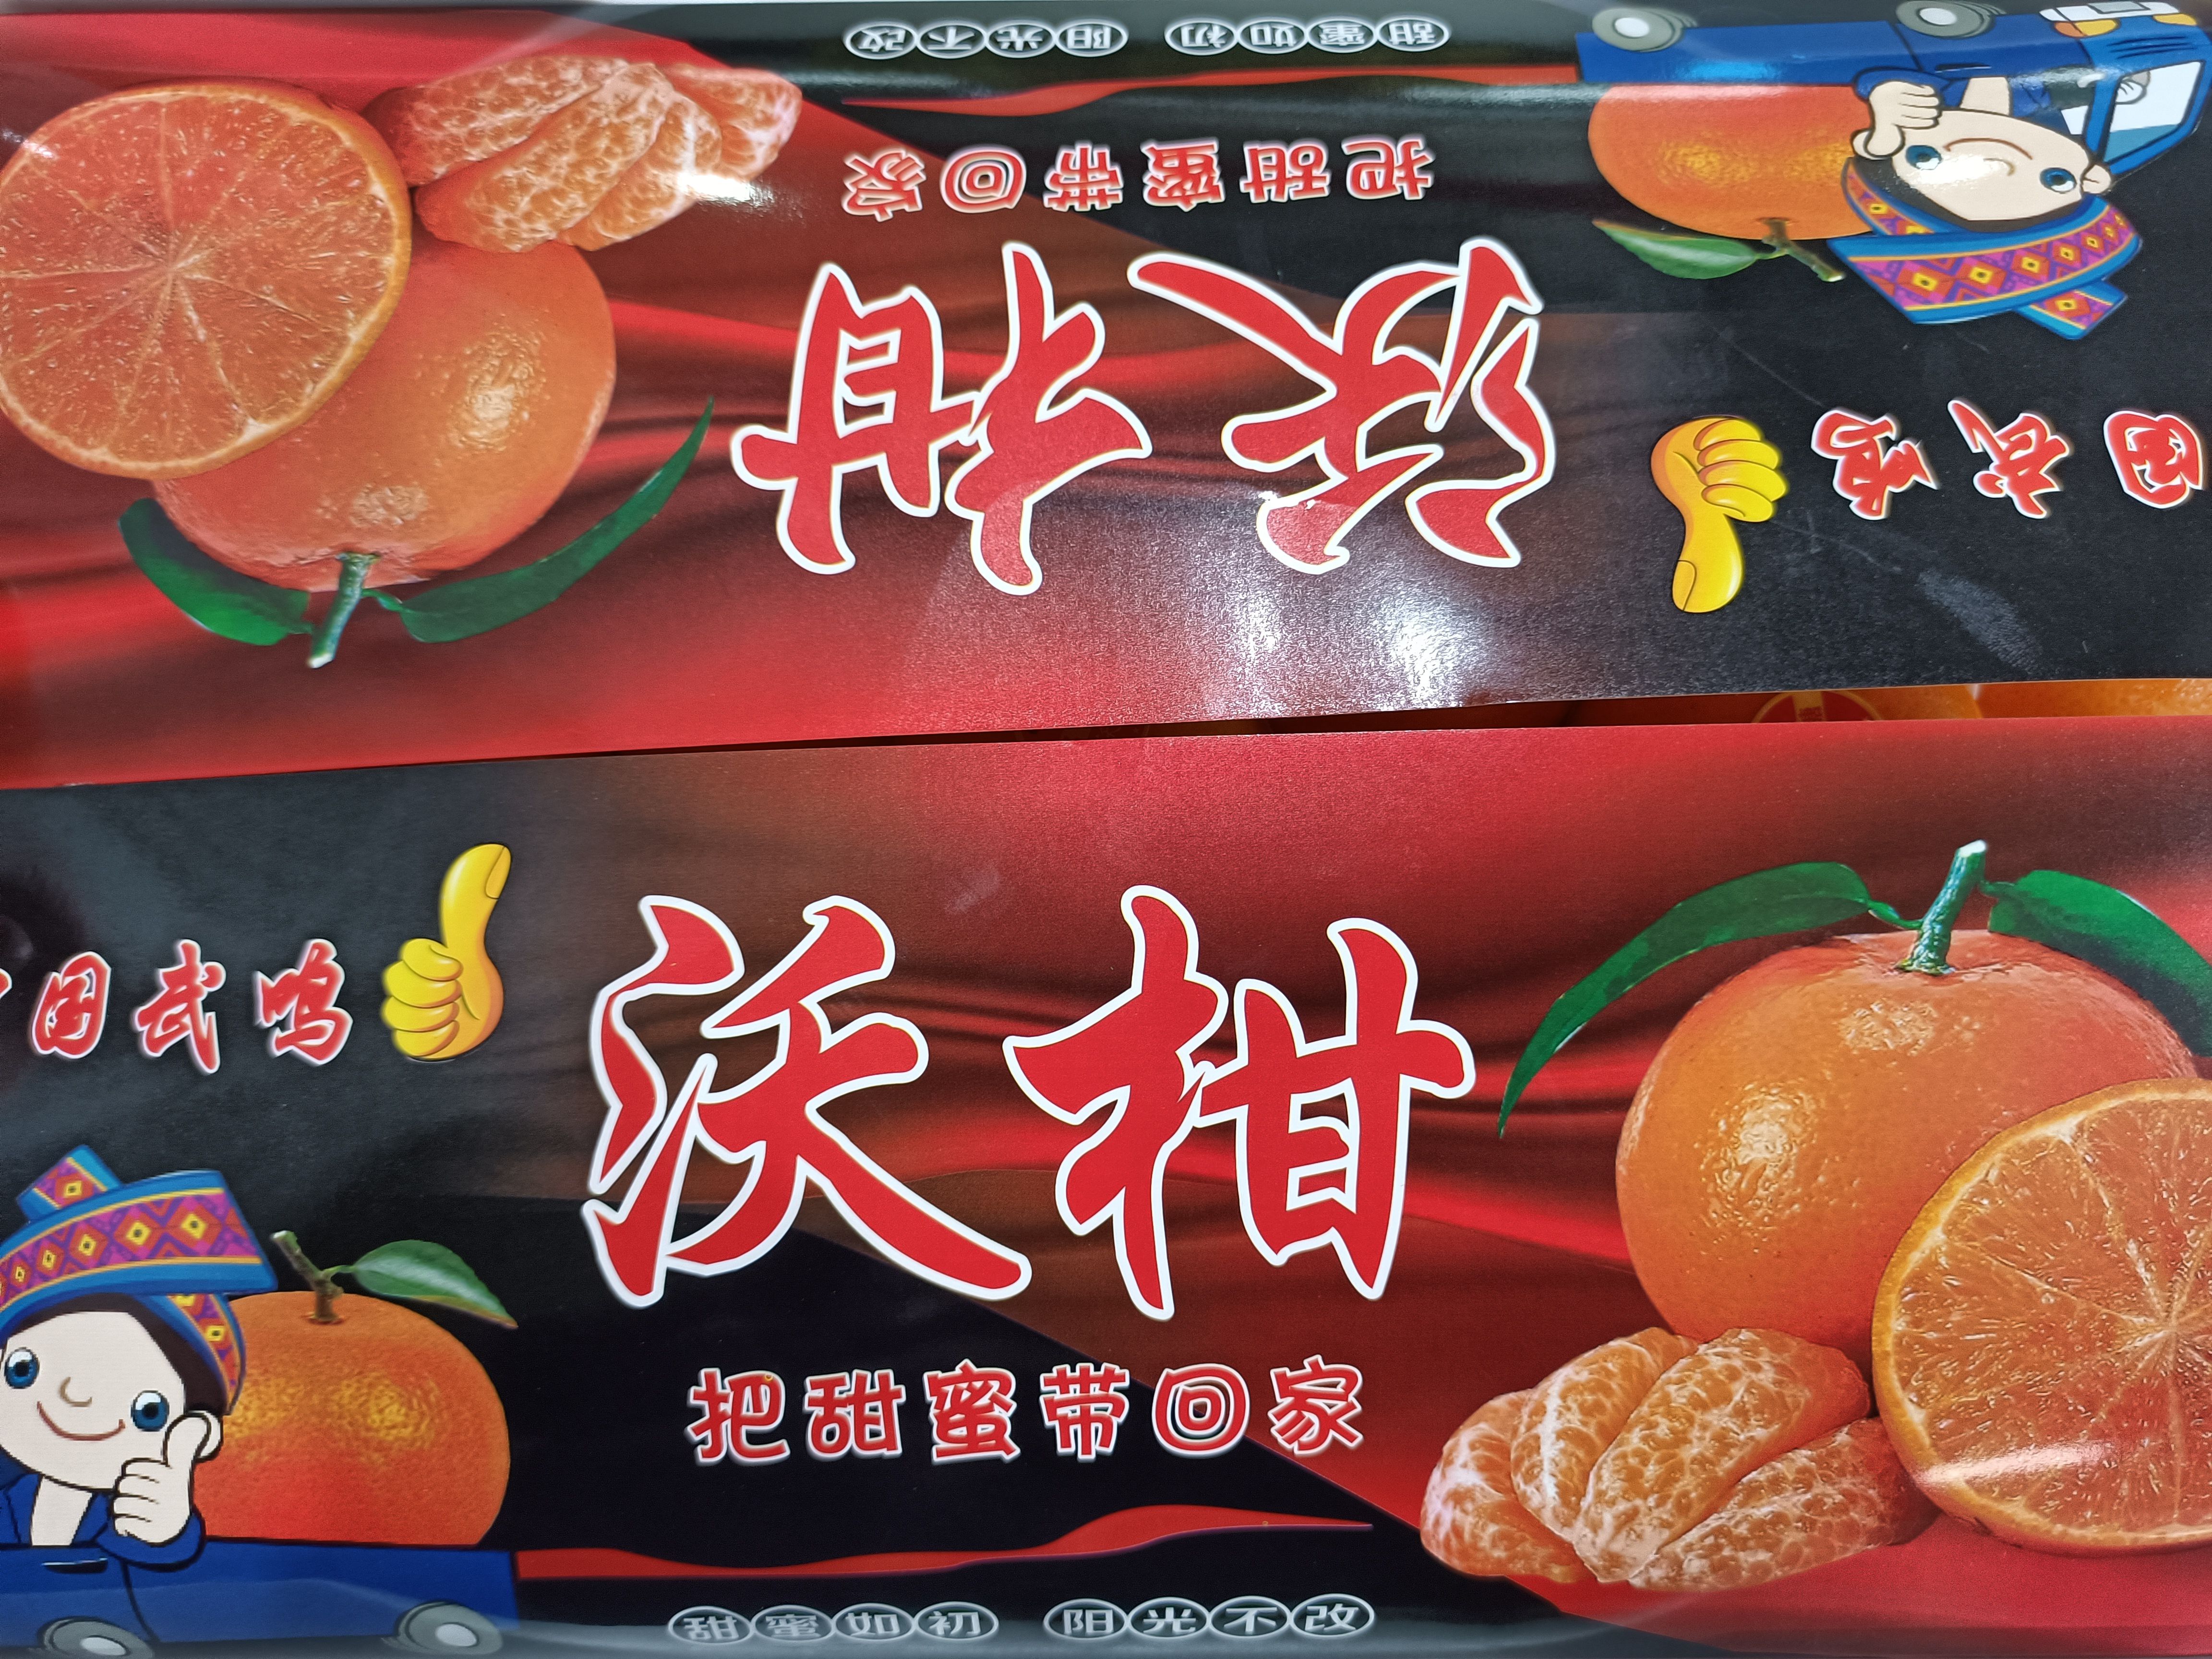 甜蜜如初 阳光不改
把甜蜜带回家
沃柑
国武鸣
国武鸣
沃柑
把甜蜜带回家
甜蜜如初 阳光不改